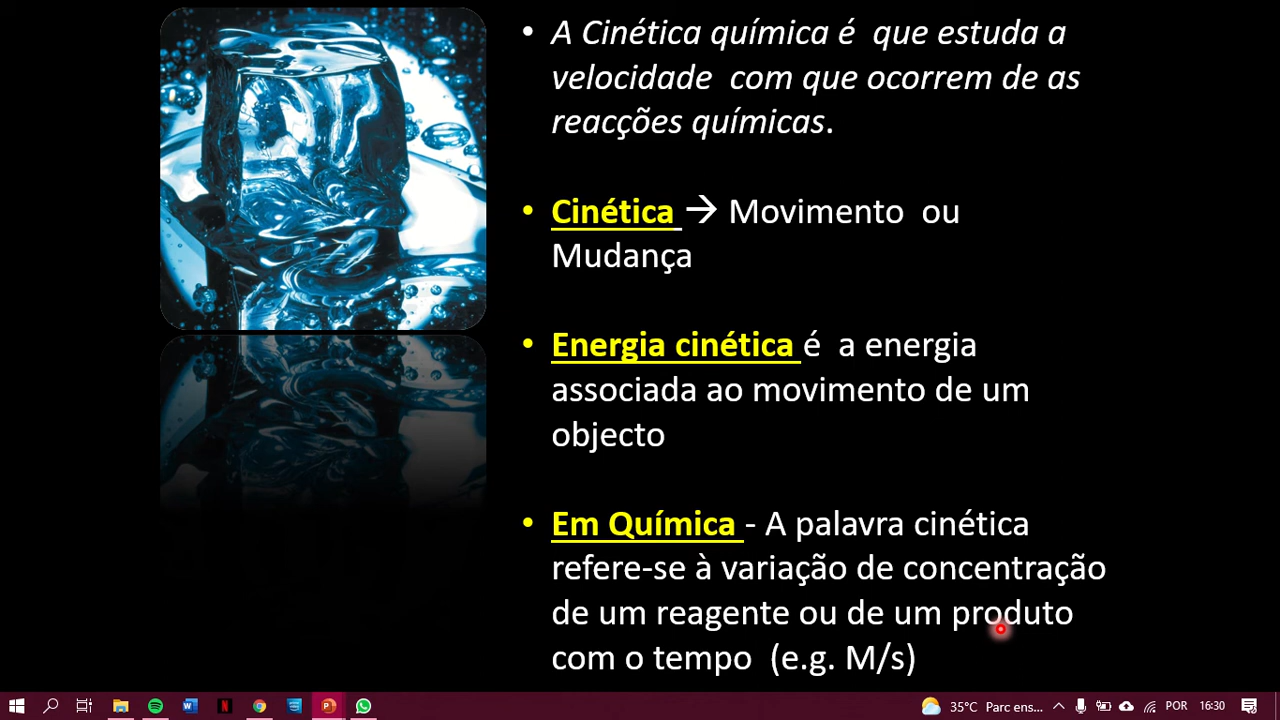 • A Cinética química é  que estuda a
velocidade  com que ocorrem de as
reacções químicas.
• Cinética → Movimento  ou
Mudança
• Energia cinética é  a energia
associada ao movimento de um
objecto
• Em Química - A palavra cinética
refere-se à variação de concentração
de um reagente ou de um produto
com o tempo  (e.g. M/s)
35°C Parc ens... POR 16:30